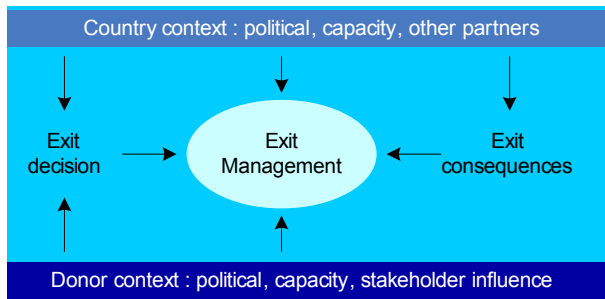 Country context : political, capacity, other partners
Exit
decision
Exit
Management
Exit
consequences
Donor context : political, capacity, stakeholder influence